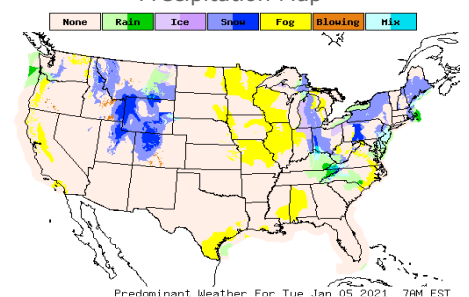 Precipitation Map
None Rain Ice Snow Fog Blowing Mix
Predominant Weather For Tue Jan 05 2021 7AM EST